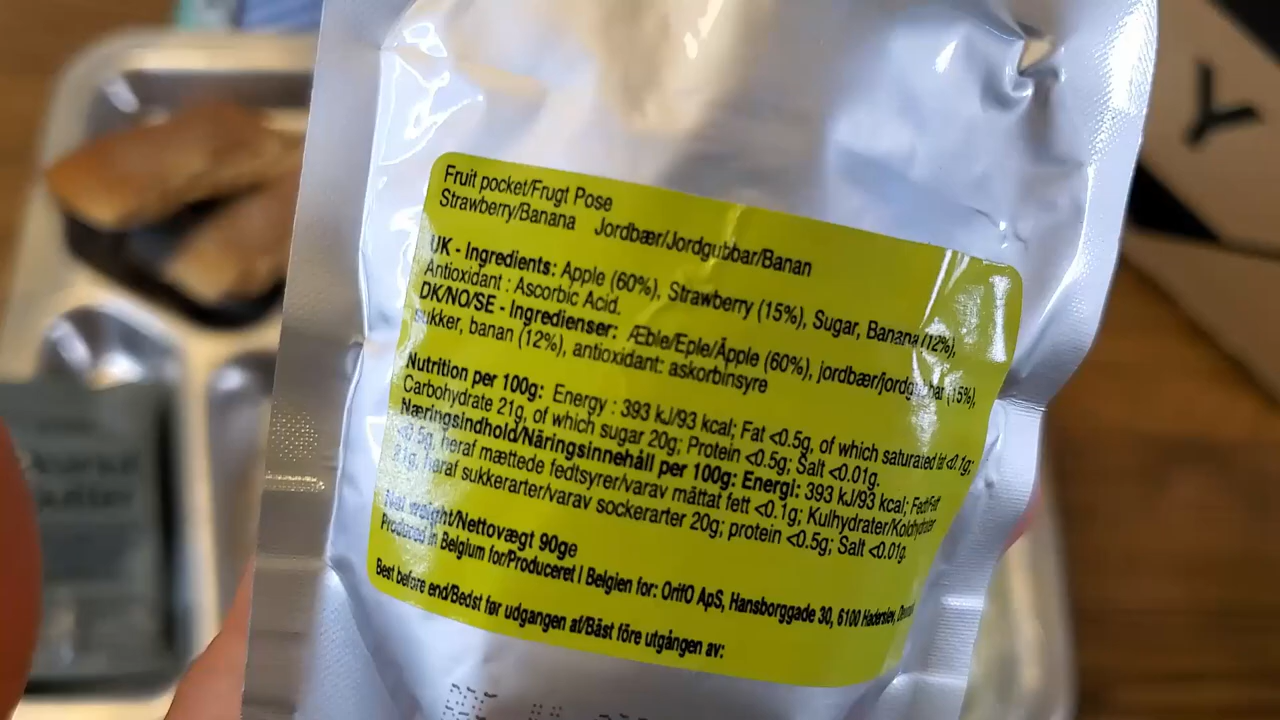 Fruit pocket/Frugt Pose
Strawberry/Banana Jordbær/Jordgubbar/Banan
UK - Ingredients: Apple (60%), Strawberry (15%), Sugar, Banana (12%),
Antioxidant : Ascorbic Acid.
DK/NO/SE - Ingredienser: Æble/Eple/Äpple (60%), jordbær/jordgubbar (15%),
sukker, banan (12%), antioxidant: askorbinsyre
Nutrition per 100g: Energy : 393 kJ/93 kcal; Fat <0.5g, of which saturated fat <0.1g;
Carbohydrate 21g, of which sugar 20g; Protein <0.5g; Salt <0.01g.
Næringsindhold/Näringsinnehåll per 100g: Energi: 393 kJ/93 kcal; Fedt/Fett
<0.5g, heraf mættede fedtsyrer/varav mättat fett <0.1g; Kulhydrater/Kolhydrater
21g, heraf sukkerarter/varav sockerarter 20g; protein <0.5g; Salt <0.01g.
Net weight/Nettovægt 90ge
Produced in Belgium for/Produceret I Belgien for: OrifO ApS, Hansborggade 30, 6100 Haderslev,
Best before end/Bedst før udgangen af/Bäst före utgången av:
Y